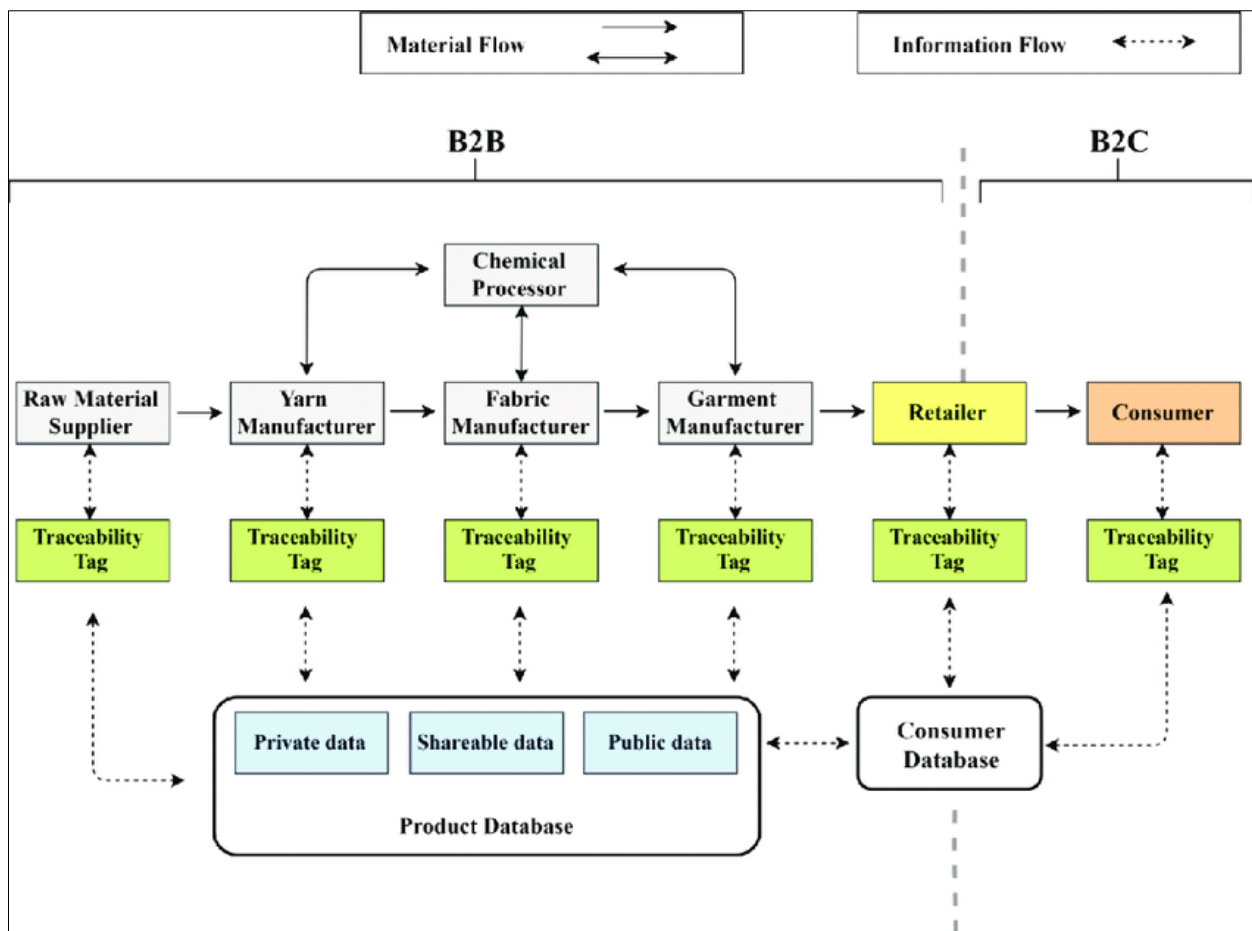 Material Flow
Information Flow
B2B
B2C
Chemical
Processor
Raw Material
Supplier
Yarn
Manufacturer
Fabric
Manufacturer
Garment
Manufacturer
Retailer
Consumer
Traceability
Tag
Traceability
Tag
Traceability
Tag
Traceability
Tag
Traceability
Tag
Traceability
Tag
Private data
Shareable data
Public data
Product Database
Consumer
Database